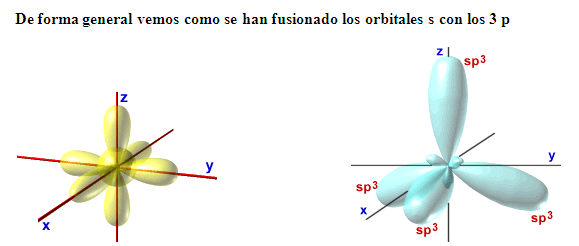 De forma general vemos como se han fusionado los orbitales s con los 3 p
z
y
x
z
sp3
y
sp3
x
sp3
sp3